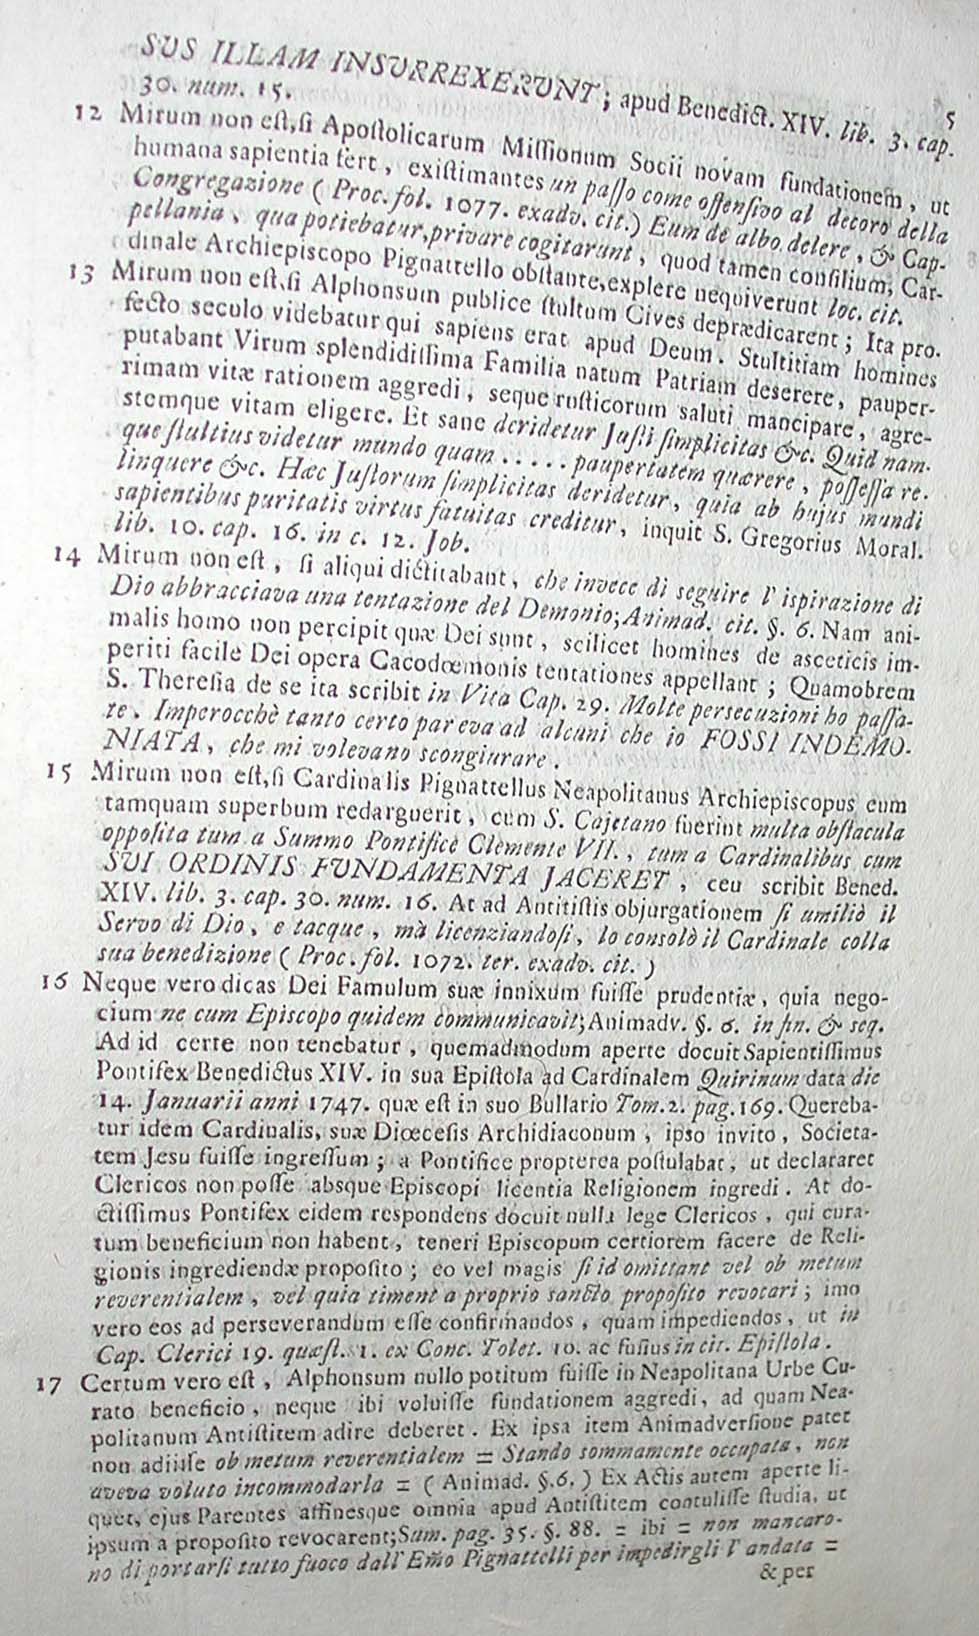 5
SUS ILLAM INSURREXERUNT; apud Benedict. XIV. lib. 3. cap.
30. num. 15.
12 Mirum non eſt,ſi Apoſtolicarum Miſſionum Socii novam fundationem, ut
humana sapientia fert, exiſtimantes un paſſo come offenſivo al decoro della
Congregazione (Proc. fol. 1077. exadv. cit.) Eum de albo delere, & Cap-
pellania, qua potiebatur, privare cogitarunt, quod tamen conſilium, Car-
dinale Archiepiscopo Pignattello obſtante, explere nequiverunt loc. cit.
13 Mirum non eſt,ſi Alphonsum publice ſtultum Cives deprædicarent; Ita pro-
fecto seculo videbatur qui sapiens erat apud Deum. Stultitiam homines
putabant Virum splendidiſſima Familia natum Patriam deserere, pauper-
rimam vitæ rationem aggredi, seque ruſticorum saluti mancipare, agre-
stemque vitam eligere. Et sane deridetur Juſti ſimplicitas &c. Quid nam-
que ſtultius videtur mundo quam ..... paupertatem quærere, poſſeſſa re-
linquere &c. Hæc Juſtorum ſimplicitas deridetur, quia ab hujus mundi
sapientibus puritatis virtus fatuitas creditur, inquit S. Gregorius Moral.
lib. 10. cap. 16. in c. 12. Job.
14 Mirum non eſt, ſi aliqui dictitabant, che invece di seguire l' ispirazione di
Dio abbracciava una tentazione del Demonio; Animad. cit. §. 6. Nam ani-
malis homo non percipit quæ Dei sunt, scilicet homines de asceticis im-
periti facile Dei opera Cacodœmonis tentationes appellant; Quamobrem
S. Thereſia de se ita scribit in Vita Cap. 29. Molte persecuzioni ho paſſa-
te. Imperocchè tanto certo pareva ad alcuni che io FOSSI INDEMO-
NIATA, che mi volevano scongiurare.
15 Mirum non eſt,ſi Cardinalis Pignattellus Neapolitanus Archiepiscopus eum
tamquam superbum redarguerit, cum S. Cajetano fuerint multa obſtacula
oppoſita tum a Summo Pontifice Clemente VII., tum a Cardinalibus cum
SUI ORDINIS FUNDAMENTA JACERET, ceu scribit Bened.
XIV. lib. 3. cap. 30. num. 16. At ad Antitiſtis objurgationem ſi umiliò il
Servo di Dio, e tacque, ma licenziandoſi, lo consolò il Cardinale colla
sua benedizione (Proc. fol. 1072. ter. exadv. cit.)
16 Neque vero dicas Dei Famulum suæ innixum fuiſſe prudentiæ, quia nego-
cium ne cum Episcopo quidem communicavit; Animadv. §. 6. in fin. & seq.
Ad id certe non tenebatur, quemadmodum aperte docuit Sapientiſſimus
Pontifex Benedictus XIV. in sua Epiſtola ad Cardinalem Quirinum data die
14. Januarii anni 1747. quæ eſt in suo Bullario Tom. 2. pag. 169. Quereba-
tur idem Cardinalis, suæ Diœcesis Archidiaconum, ipso invito, Societa-
tem Jesu fuiſſe ingreſſum; a Pontifice propterea poſtulabat, ut declararet
Clericos non poſſe absque Episcopi licentia Religionem ingredi. At do-
ctiſſimus Pontifex eidem respondens docuit nulla lege Clericos, qui cura-
tum beneficium non habent, teneri Episcopum certiorem facere de Reli-
gionis ingrediendæ propoſito; eo vel magis ſi id omittant vel ob metum
reverentialem, vel quia timent a proprio sancto propoſito revocari; imo
vero eos ad perseverandum eſſe confirmandos, quam impediendos, ut in
Cap. Clerici 19. quæſt. 1. ex Conc. Tolet. 10. ac fuſius in cit. Epiſtola.
17 Certum vero eſt, Alphonsum nullo potitum fuiſſe in Neapolitana Urbe Cu-
rato beneficio, neque ibi voluiſſe fundationem aggredi, ad quam Nea-
politanum Antiſtitem adire deberet. Ex ipsa item Animadverſione patet
non adiiſſe ob metum reverentialem = Stando sommamente occupata, non
aveva voluto incommodarla = (Animad. §. 6.) Ex Actis autem aperte li-
quet, ejus Parentes affinesque omnia apud Antiſtitem contuliſſe ſtudia, ut
ipsum a propoſito revocarent; Sum. pag. 35. §. 88. = ibi = non mancaro-
no di portarſi tutto fuoco dall' Em̃o Pignattelli per impedirgli l' andata =
& per